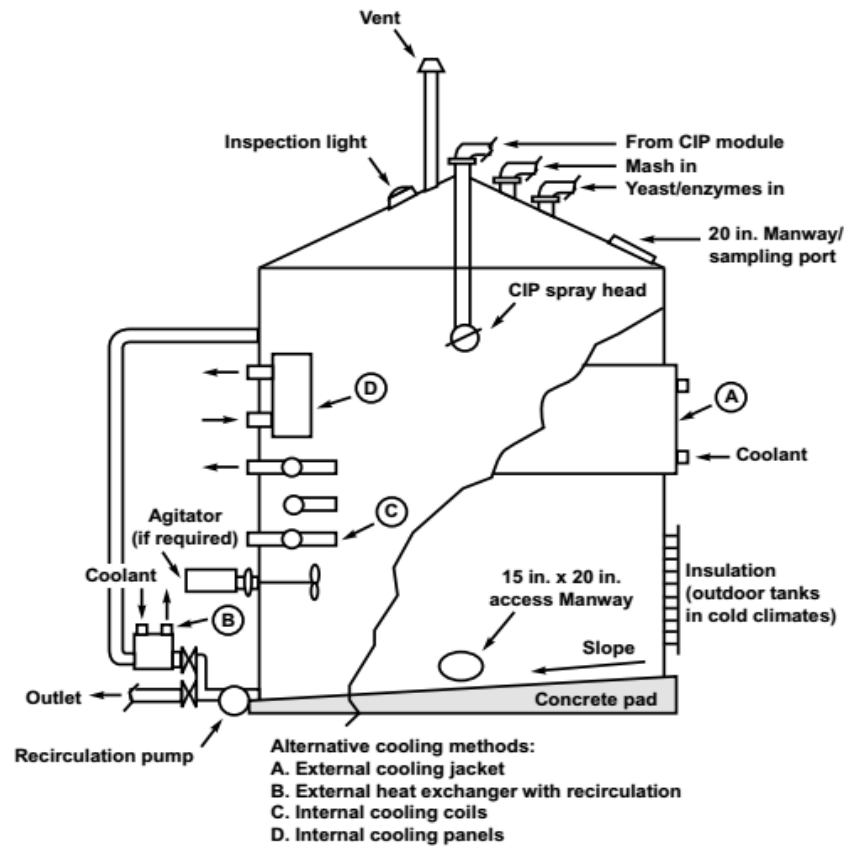 Vent
Inspection light
From CIP module
Mash in
Yeast/enzymes in
20 in. Manway/
sampling port
CIP spray head
D
A
Coolant
C
Agitator
(if required)
Coolant
B
15 in. x 20 in.
access Manway
Insulation
(outdoor tanks
in cold climates)
Slope
Outlet
Concrete pad
Recirculation pump
Alternative cooling methods:
A. External cooling jacket
B. External heat exchanger with recirculation
C. Internal cooling coils
D. Internal cooling panels